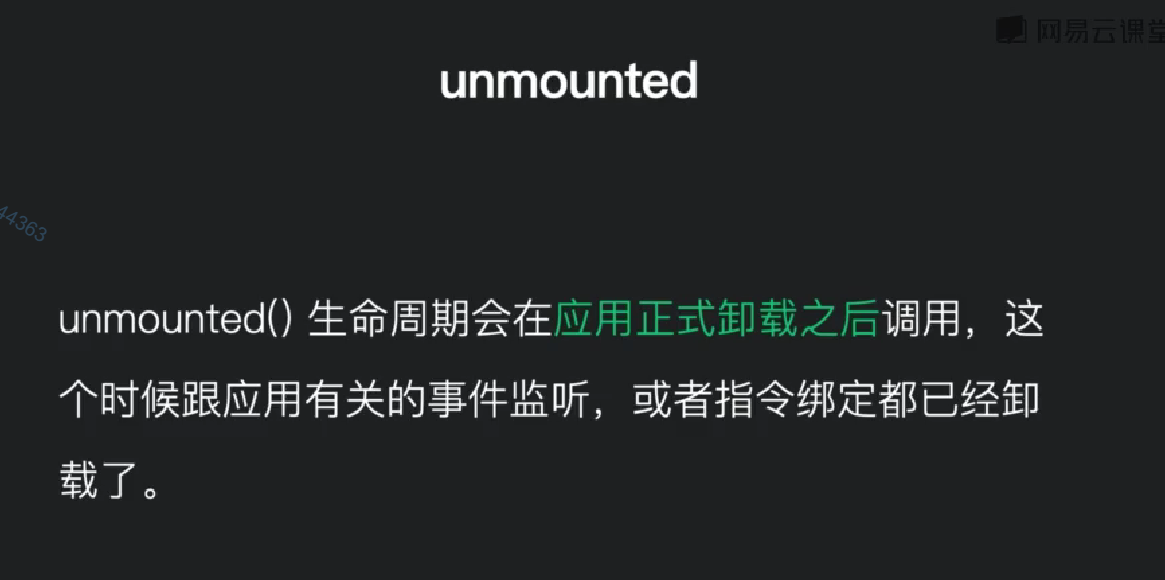 网易云课堂
unmounted
44363
unmounted() 生命周期会在应用正式卸载之后调用，这
个时候跟应用有关的事件监听，或者指令绑定都已经卸
载了。